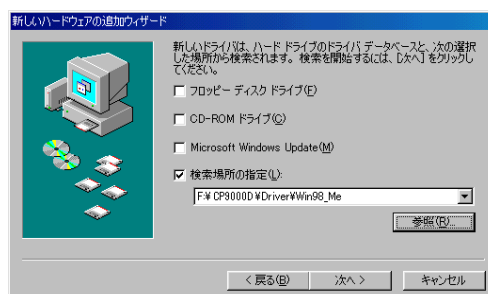 新しいハードウェアの追加ウィザード
新しいドライバは、ハード ドライブのドライバ データベースと、次の選択
した場所から検索されます。 検索を開始するには、[次へ] をクリックし
てください。
フロッピー ディスク ドライブ(F)
CD-ROM ドライブ(C)
Microsoft Windows Update(M)
検索場所の指定(L):
F:¥ CP9000D ¥Driver¥Win98_Me
参照(R)...
< 戻る(B)
次へ >
キャンセル